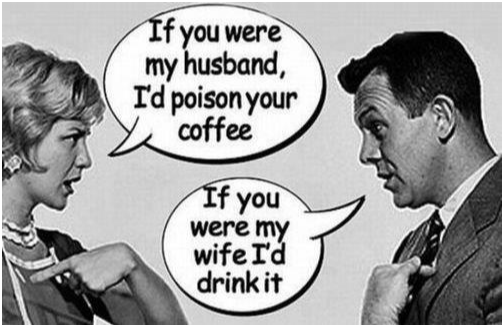 If you were
my husband,
I'd poison your
coffee
If you
were my
wife I'd
drink it